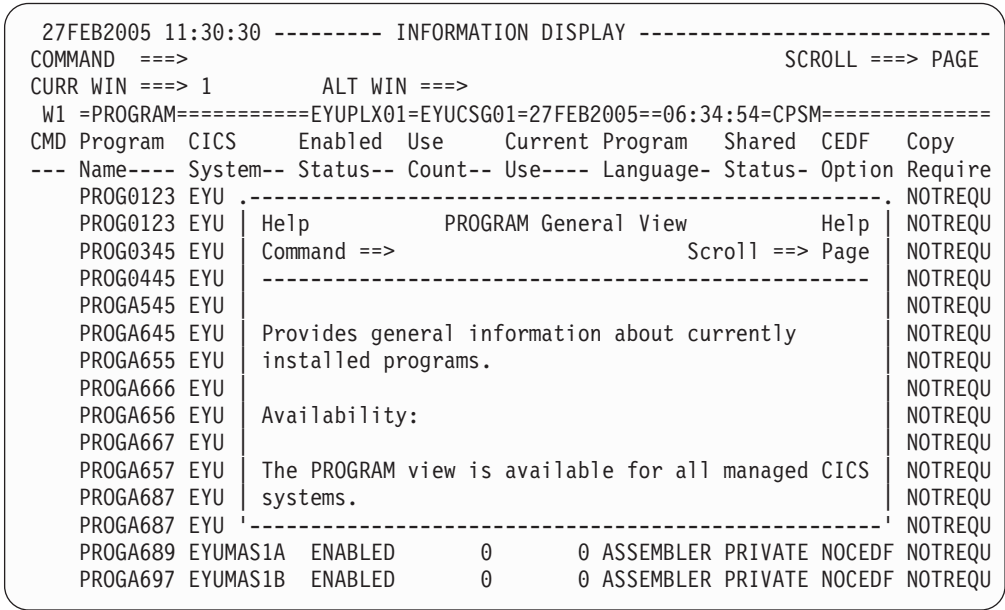 27FEB2005 11:30:30 --------- INFORMATION DISPLAY -----------------------------
COMMAND  ===>                                                 SCROLL ===> PAGE
CURR WIN ===> 1        ALT WIN ===>
W1 =PROGRAM===========EYUPLX01=EYUCSG01=27FEB2005==06:34:54=CPSM==============
CMD Program  CICS     Enabled  Use     Current Program   Shared  CEDF   Copy
--- Name---- System-- Status-- Count-- Use---- Language- Status- Option Require
PROG0123 EYU .----------------------------------------------------. NOTREQU
PROG0123 EYU | Help           PROGRAM General View           Help | NOTREQU
PROG0345 EYU | Command ==>                        Scroll ==> Page | NOTREQU
PROG0445 EYU | -------------------------------------------------- | NOTREQU
PROGA545 EYU |                                                    | NOTREQU
PROGA645 EYU | Provides general information about currently       | NOTREQU
PROGA655 EYU | installed programs.                                | NOTREQU
PROGA666 EYU |                                                    | NOTREQU
PROGA656 EYU | Availability:                                      | NOTREQU
PROGA667 EYU |                                                    | NOTREQU
PROGA657 EYU | The PROGRAM view is available for all managed CICS | NOTREQU
PROGA687 EYU | systems.                                           | NOTREQU
PROGA687 EYU '----------------------------------------------------' NOTREQU
PROGA689 EYUMAS1A  ENABLED       0       0 ASSEMBLER PRIVATE NOCEDF NOTREQU
PROGA697 EYUMAS1B  ENABLED       0       0 ASSEMBLER PRIVATE NOCEDF NOTREQU